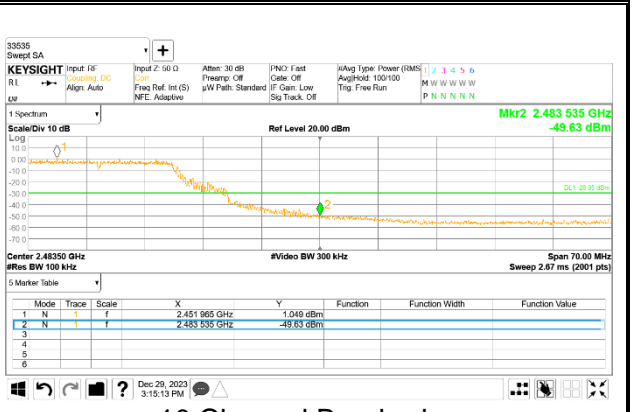 33535
Swept SA
KEYSIGHT
RL
Input: RF
Coupling: DC
Align: Auto
Input Z: 50 Ω
Corr
Freq Ref: Int (S)
NFE: Adaptive
Atten: 30 dB
Preamp: Off
µW Path: Standard
PNO: Fast
Gate: Off
IF Gain: Low
Sig Track: Off
#Avg Type: Power (RMS
Avg|Hold: 100/100
Trig: Free Run
1 2 3 4 5 6
M W W W W W
P N N N N N
1 Spectrum
Scale/Div 10 dB
Ref Level 20.00 dBm
Mkr2 2.483 535 GHz
-49.63 dBm
Log
10.0
0.00
-10.0
-20.0
-30.0
-40.0
-50.0
-60.0
-70.0
1
2
Center 2.48350 GHz
#Video BW 300 kHz
Span 70.00 MHz
#Res BW 100 kHz
Sweep 2.67 ms (2001 pts)
5 Marker Table
Mode Trace Scale X Y Function Function Width Function Value
1 N 1 f 2.451 965 GHz 1.049 dBm
2 N 1 f 2.483 535 GHz -49.63 dBm
3
4
5
6
? Dec 29, 2023
3:15:13 PM